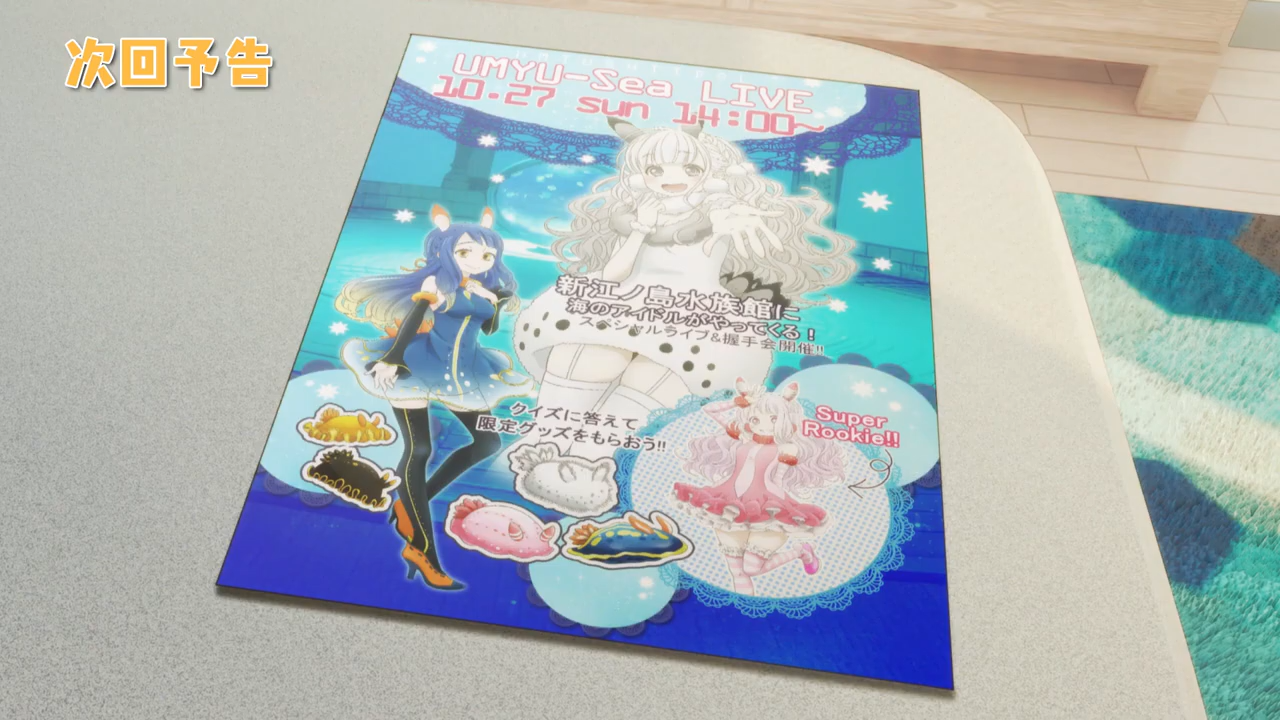 次回予告
UMYU-Sea LIVE
10.27 sun 14:00～
新江ノ島水族館に
海のアイドルがやってくる！
スペシャルライブ&握手会開催!!
クイズに答えて
限定グッズをもらおう!!
Super
Rookie!!